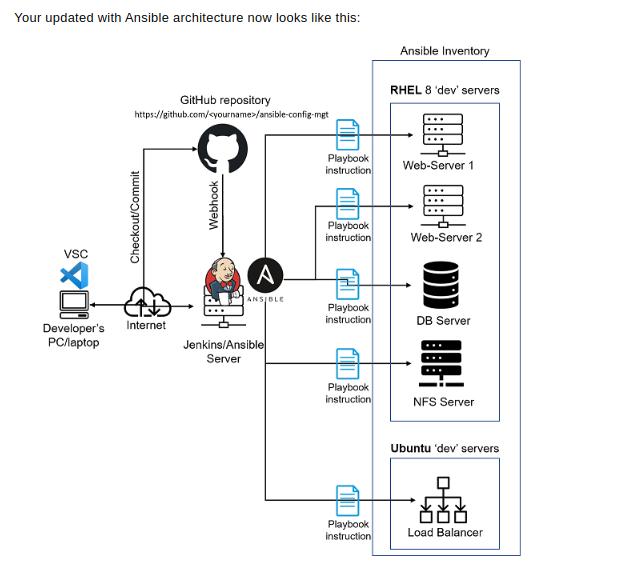 Your updated with Ansible architecture now looks like this:
Ansible Inventory
RHEL 8 'dev' servers
GitHub repository
https://github.com/<yourname>/ansible-config-mgt
Playbook
instruction
Web-Server 1
Checkout/Commit
Webhook
Playbook
instruction
Web-Server 2
VSC
ANSIBLE
Playbook
instruction
DB Server
Developer's
PC/laptop
Internet
Jenkins/Ansible
Server
Playbook
instruction
NFS Server
Ubuntu 'dev' servers
Playbook
instruction
Load Balancer